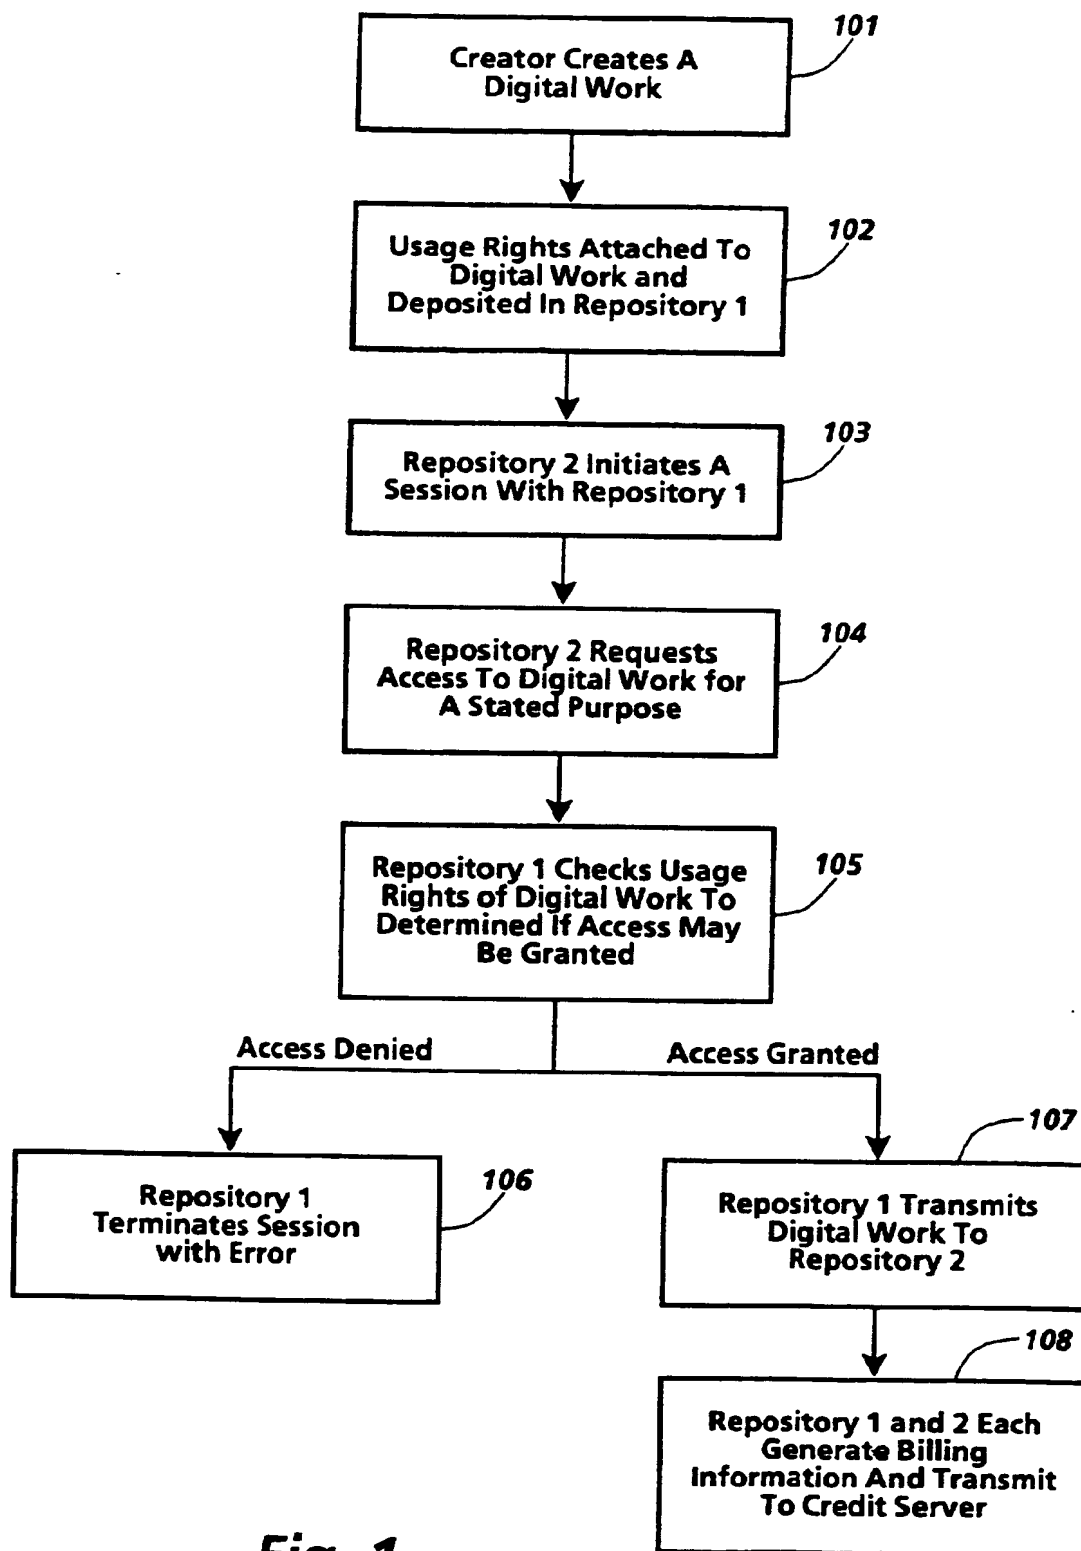 101
Creator Creates A
Digital Work
102
Usage Rights Attached To
Digital Work and
Deposited In Repository 1
103
Repository 2 Initiates A
Session With Repository 1
104
Repository 2 Requests
Access To Digital Work for
A Stated Purpose
105
Repository 1 Checks Usage
Rights of Digital Work To
Determined If Access May
Be Granted
Access Denied
Access Granted
106
Repository 1
Terminates Session
with Error
107
Repository 1 Transmits
Digital Work To
Repository 2
108
Repository 1 and 2 Each
Generate Billing
Information And Transmit
To Credit Server
Fig. 1